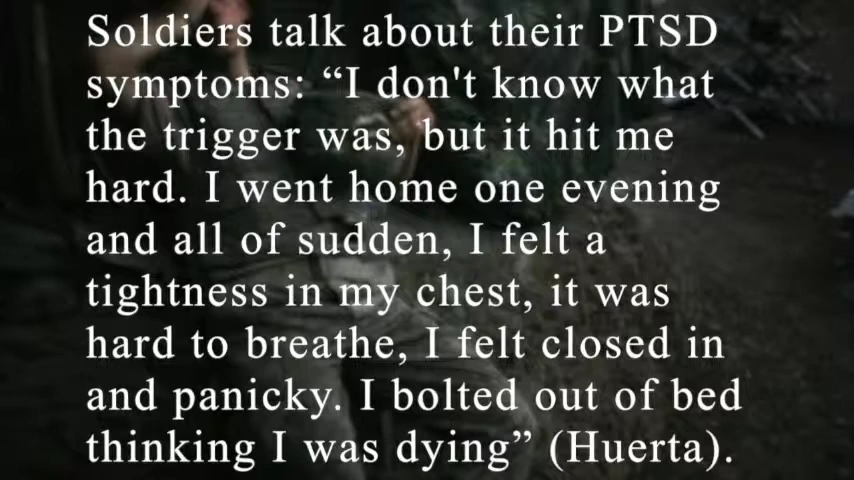 Soldiers talk about their PTSD
symptoms: “I don't know what
the trigger was, but it hit me
hard. I went home one evening
and all of sudden, I felt a
tightness in my chest, it was
hard to breathe, I felt closed in
and panicky. I bolted out of bed
thinking I was dying” (Huerta).